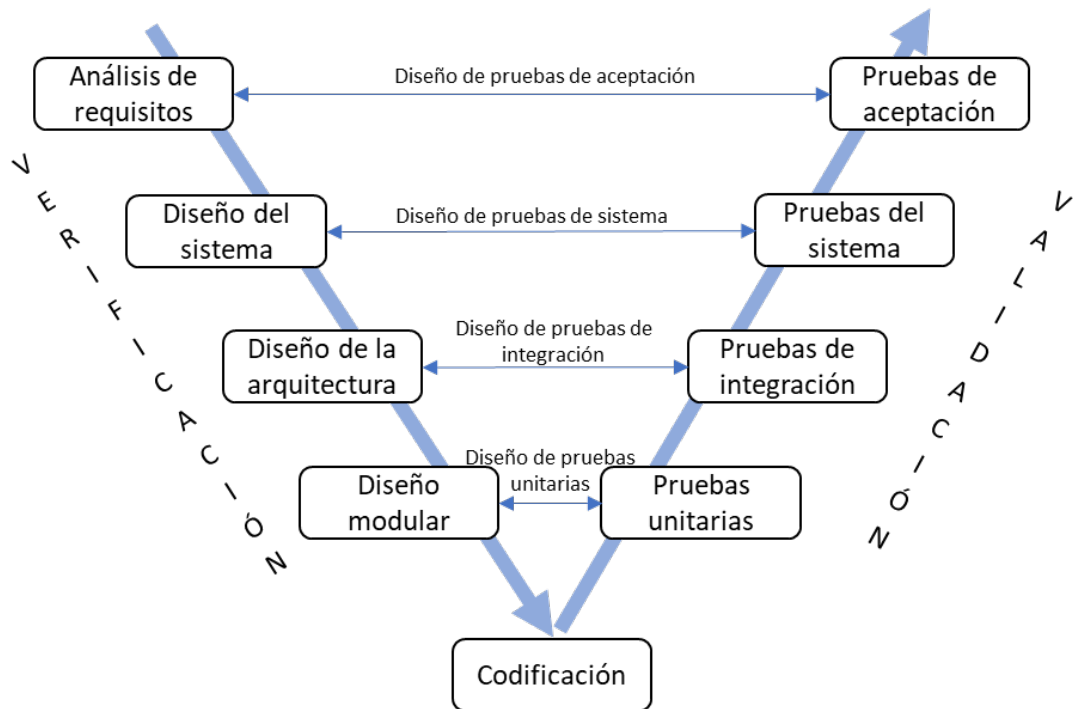 Análisis de
requisitos
Diseño de pruebas de aceptación
Pruebas de
aceptación
VERIFICACIÓN
VALIDACIÓN
Diseño del
sistema
Diseño de pruebas de sistema
Pruebas del
sistema
Diseño de la
arquitectura
Diseño de pruebas de
integración
Pruebas de
integración
Diseño
modular
Diseño de pruebas
unitarias
Pruebas
unitarias
Codificación